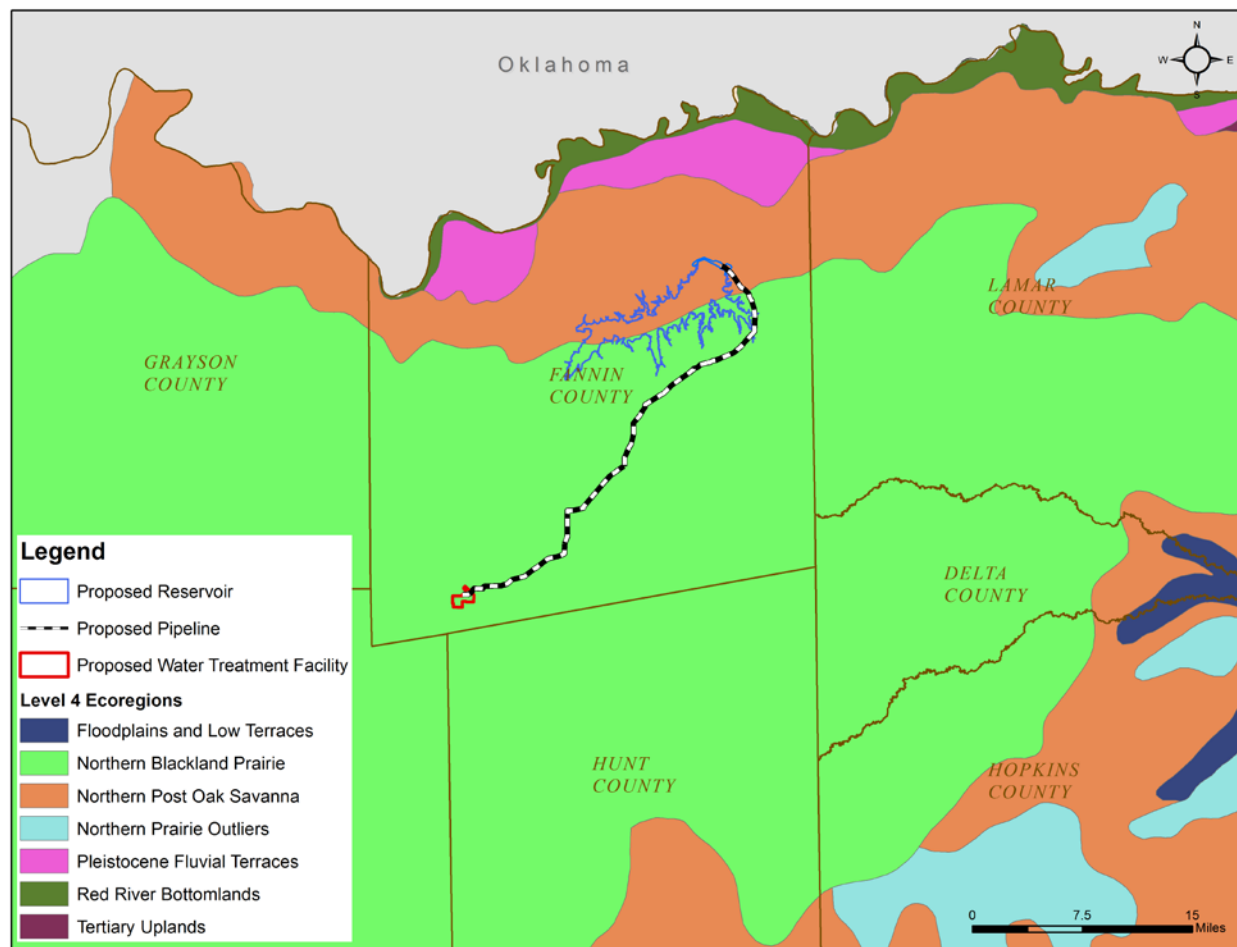 Oklahoma
N
W
E
S
LAMAR
COUNTY
GRAYSON
COUNTY
FANNIN
COUNTY
Legend
Proposed Reservoir
Proposed Pipeline
Proposed Water Treatment Facility
Level 4 Ecoregions
Floodplains and Low Terraces
Northern Blackland Prairie
Northern Post Oak Savanna
Northern Prairie Outliers
Pleistocene Fluvial Terraces
Red River Bottomlands
Tertiary Uplands
DELTA
COUNTY
HUNT
COUNTY
HOPKINS
COUNTY
0 7.5 15
Miles